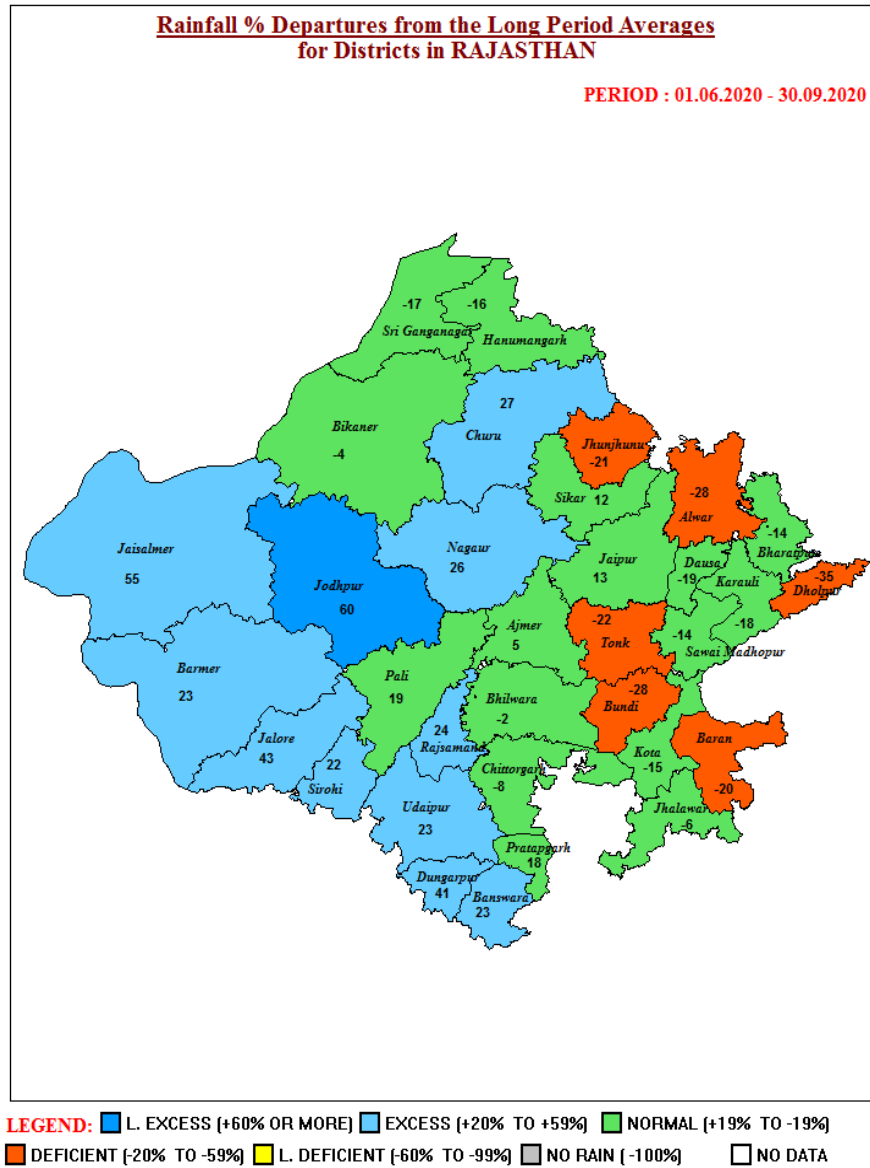 Rainfall % Departures from the Long Period Averages
for Districts in RAJASTHAN
PERIOD : 01.06.2020 - 30.09.2020
-17
Sri Ganganagar
-16
Hanumangarh
Bikaner
-4
27
Churu
Jhunjhunu
-21
Sikar 12
-28
Alwar
-14
Bharatpur
Jaisalmer
55
Jodhpur
60
Nagaur
26
Jaipur
13
Dausa
-19
Karauli
-18
-35
Dholpur
Ajmer
5
-22
Tonk
-14
Sawai Madhopur
Barmer
23
Pali
19
Bhilwara
-2
-28
Bundi
Baran
-20
Jalore
43
22
Sirohi
24
Rajsamand
Chittorgarh
-8
Kota
-15
Jhalawar
-6
Udaipur
23
Pratapgarh
18
Dungarpur
41
Banswara
23
LEGEND: L. EXCESS (+60% OR MORE) EXCESS (+20% TO +59%) NORMAL (+19% TO -19%)
DEFICIENT (-20% TO -59%) L. DEFICIENT (-60% TO -99%) NO RAIN (-100%) NO DATA